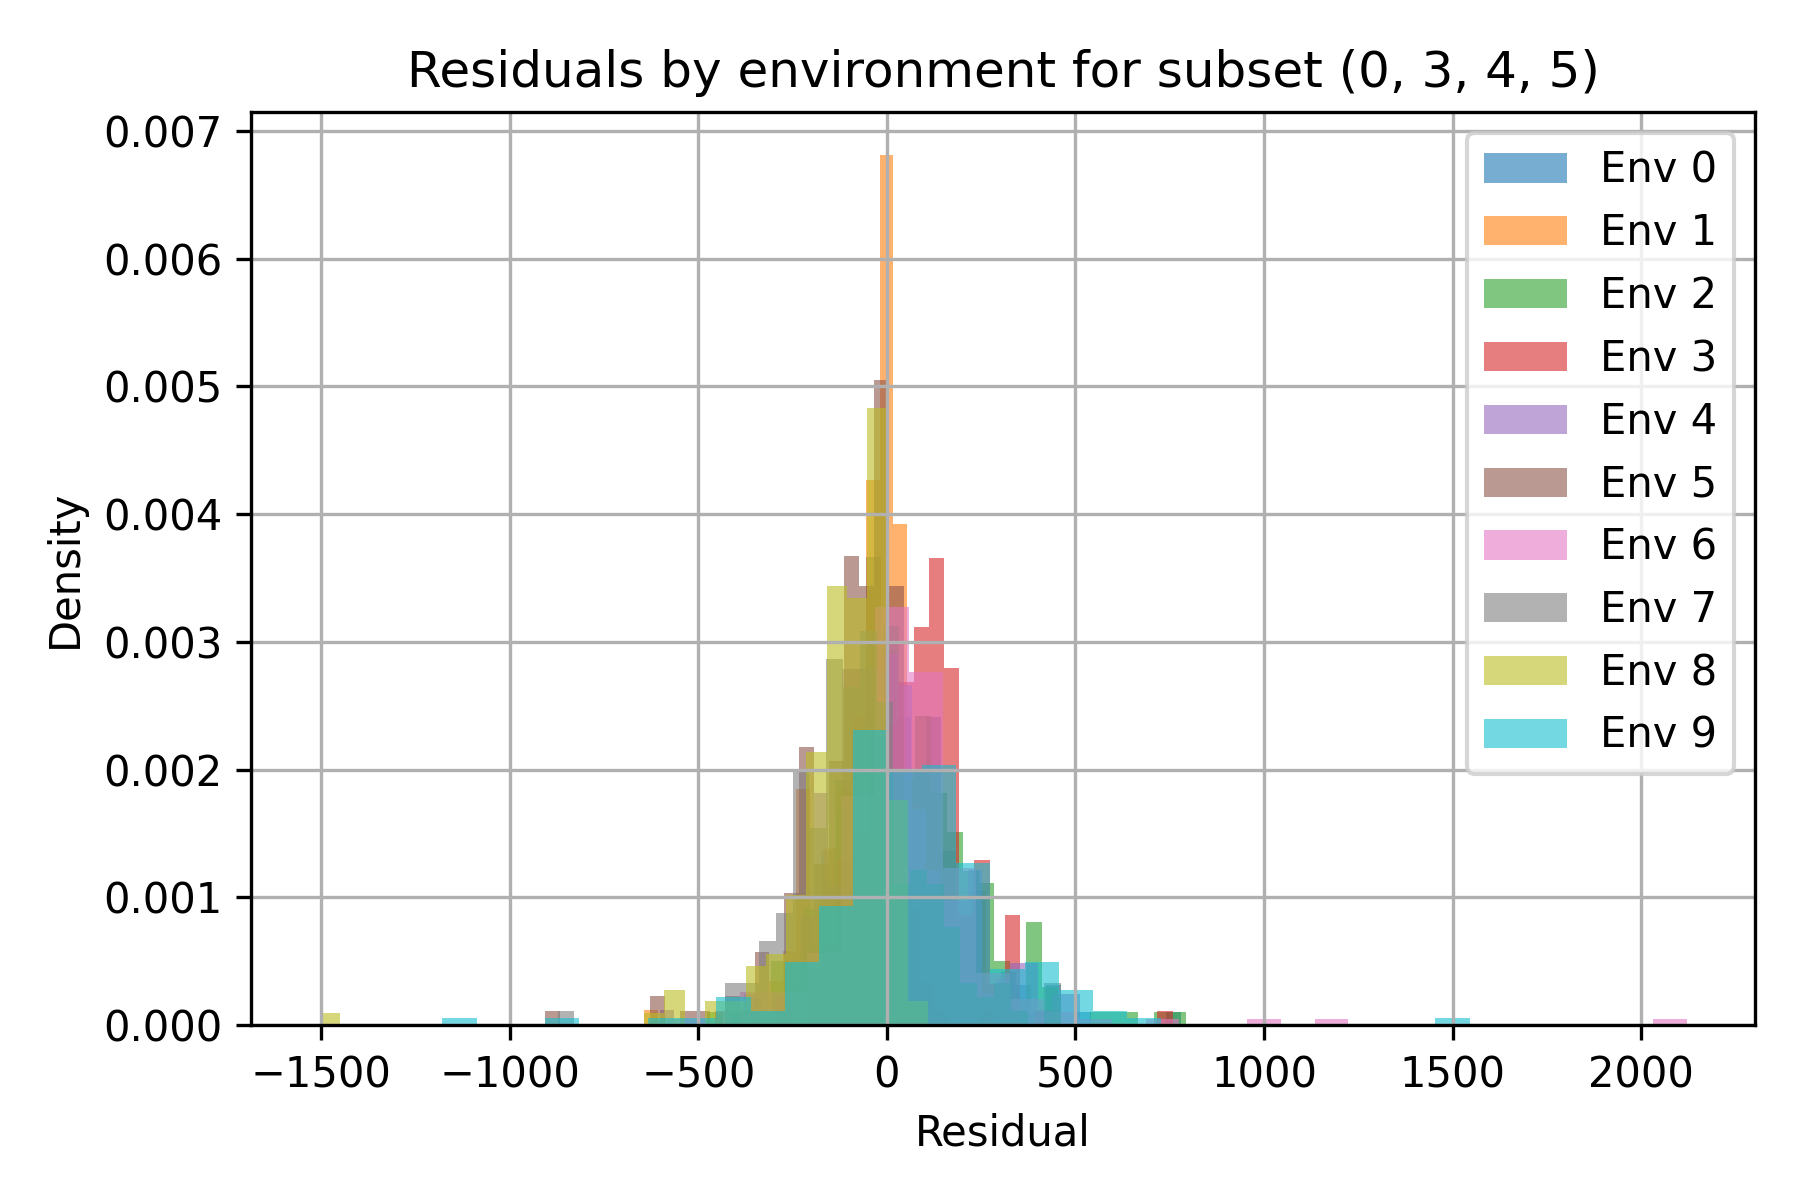 Residuals by environment for subset (0, 3, 4, 5)
0.007
0.006
0.005
0.004
0.003
0.002
0.001
0.000
Density
Env 0
Env 1
Env 2
Env 3
Env 4
Env 5
Env 6
Env 7
Env 8
Env 9
−1500 −1000 −500 0 500 1000 1500 2000
Residual